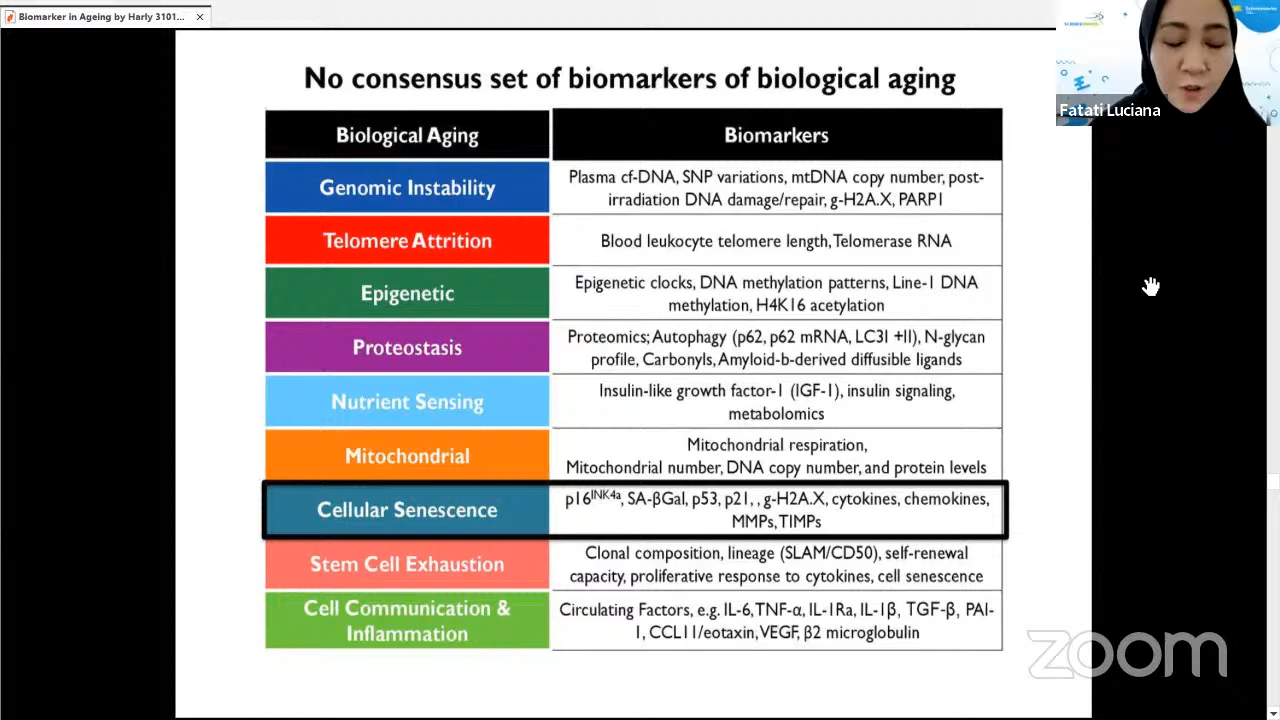 Biomarker in Ageing by Harly 3101...
Fatati Luciana
No consensus set of biomarkers of biological aging
Biological Aging
Biomarkers
Genomic Instability
Plasma cf-DNA, SNP variations, mtDNA copy number, post-
irradiation DNA damage/repair, g-H2A.X, PARP1
Telomere Attrition
Blood leukocyte telomere length, Telomerase RNA
Epigenetic
Epigenetic clocks, DNA methylation patterns, Line-1 DNA
methylation, H4K16 acetylation
Proteostasis
Proteomics; Autophagy (p62, p62 mRNA, LC3I +II), N-glycan
profile, Carbonyls, Amyloid-b-derived diffusible ligands
Nutrient Sensing
Insulin-like growth factor-1 (IGF-1), insulin signaling,
metabolomics
Mitochondrial
Mitochondrial respiration,
Mitochondrial number, DNA copy number, and protein levels
Cellular Senescence
p16^INK4a, SA-βGal, p53, p21, , g-H2A.X, cytokines, chemokines,
MMPs, TIMPs
Stem Cell Exhaustion
Clonal composition, lineage (SLAM/CD50), self-renewal
capacity, proliferative response to cytokines, cell senescence
Cell Communication &
Inflammation
Circulating Factors, e.g. IL-6, TNF-α, IL-1Ra, IL-1β, TGF-β, PAI-
1, CCL11/eotaxin, VEGF, β2 microglobulin
zoom